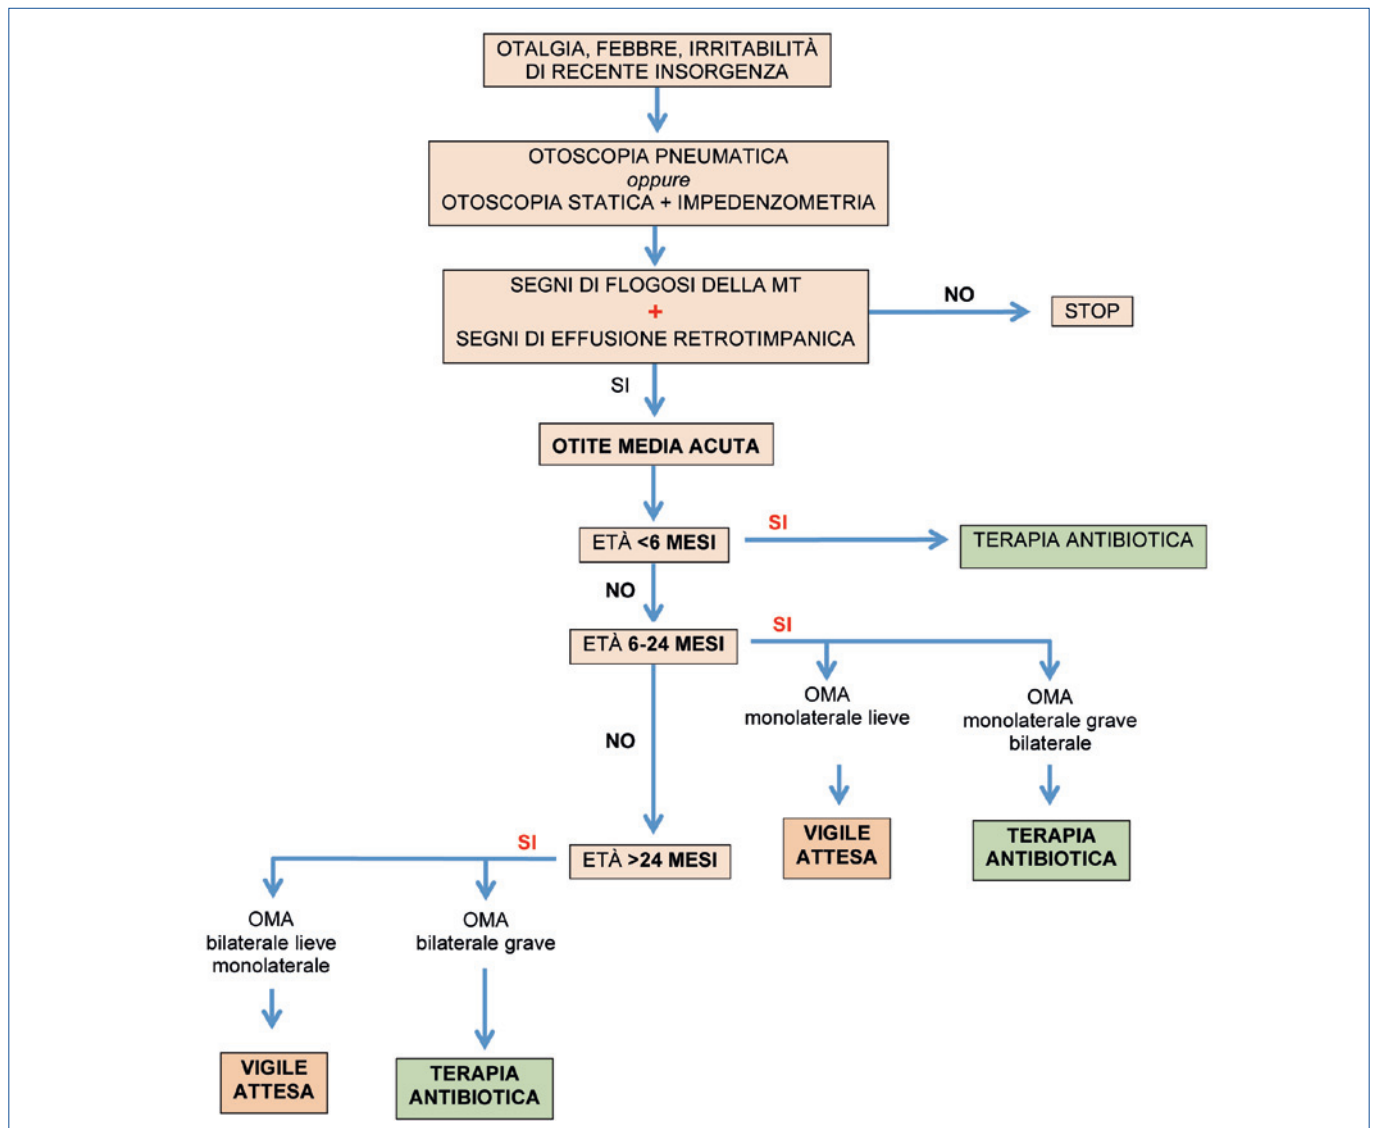 OTALGIA, FEBBRE, IRRITABILITÀ
DI RECENTE INSORGENZA
OTOSCOPIA PNEUMATICA
oppure
OTOSCOPIA STATICA + IMPEDENZOMETRIA
SEGNI DI FLOGOSI DELLA MT
+
SEGNI DI EFFUSIONE RETROTIMPANICA
NO
STOP
SI
OTITE MEDIA ACUTA
ETÀ <6 MESI
SI
TERAPIA ANTIBIOTICA
NO
ETÀ 6-24 MESI
SI
OMA
monolaterale lieve
OMA
monolaterale grave
bilaterale
NO
VIGILE
ATTESA
TERAPIA
ANTIBIOTICA
ETÀ >24 MESI
SI
OMA
bilaterale lieve
monolaterale
OMA
bilaterale grave
VIGILE
ATTESA
TERAPIA
ANTIBIOTICA